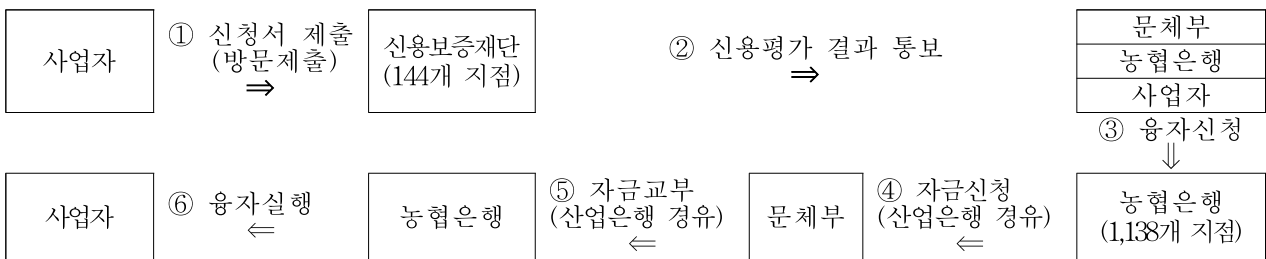 사업자
① 신청서 제출
(방문제출)
⇒
신용보증재단
(144개 지점)
② 신용평가 결과 통보
⇒
문체부
농협은행
사업자
③ 융자신청
⇓
사업자
⑥ 융자실행
⇐
농협은행
⑤ 자금교부
(산업은행 경유)
⇐
문체부
④ 자금신청
(산업은행 경유)
⇐
농협은행
(1,138개 지점)